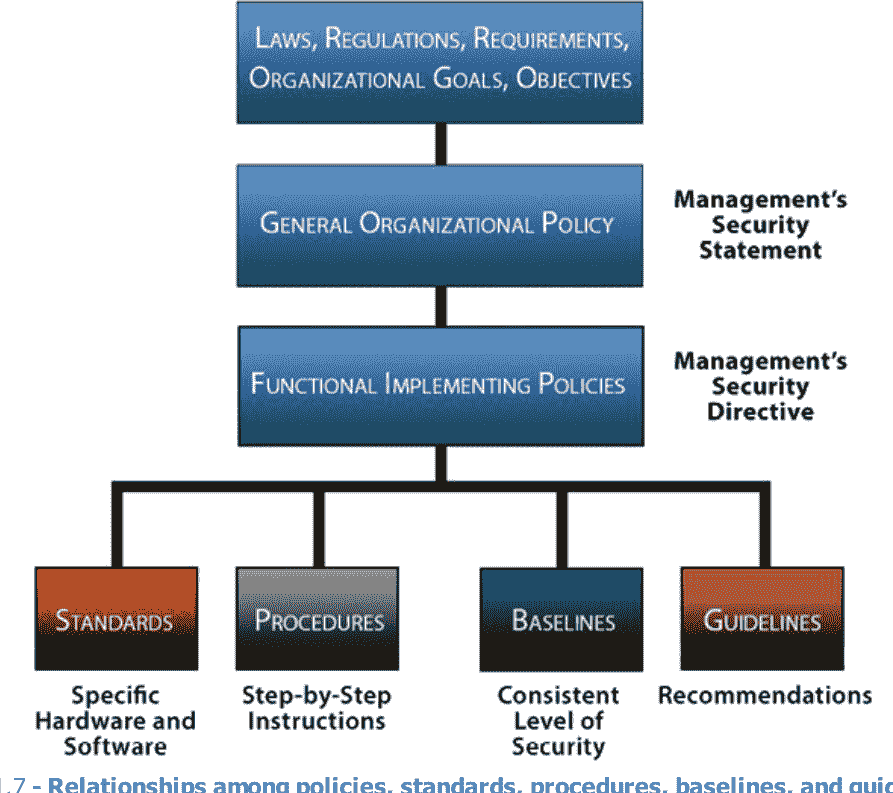 LAWS, REGULATIONS, REQUIREMENTS,
ORGANIZATIONAL GOALS, OBJECTIVES
GENERAL ORGANIZATIONAL POLICY
Management's
Security
Statement
FUNCTIONAL IMPLEMENTING POLICIES
Management's
Security
Directive
STANDARDS
PROCEDURES
BASELINES
GUIDELINES
Specific
Hardware and
Software
Step-by-Step
Instructions
Consistent
Level of
Security
Recommendations
.7 - Relationships among policies, standards, procedures, baselines, and